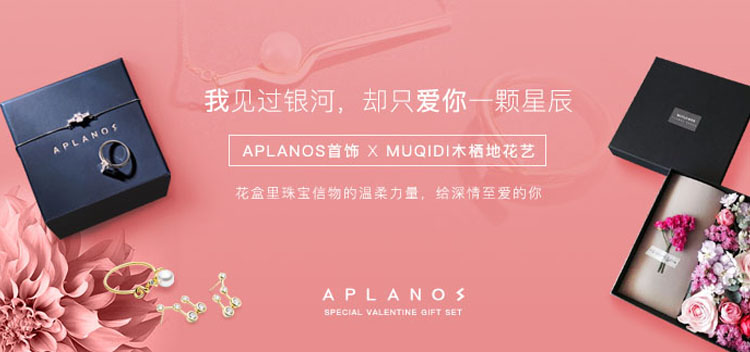 APLANOS
我见过银河，却只爱你一颗星辰
APLANOS首饰 X MUQIDI木栖地花艺
花盒里珠宝信物的温柔力量，给深情至爱的你
APLANOS
SPECIAL VALENTINE GIFT SET